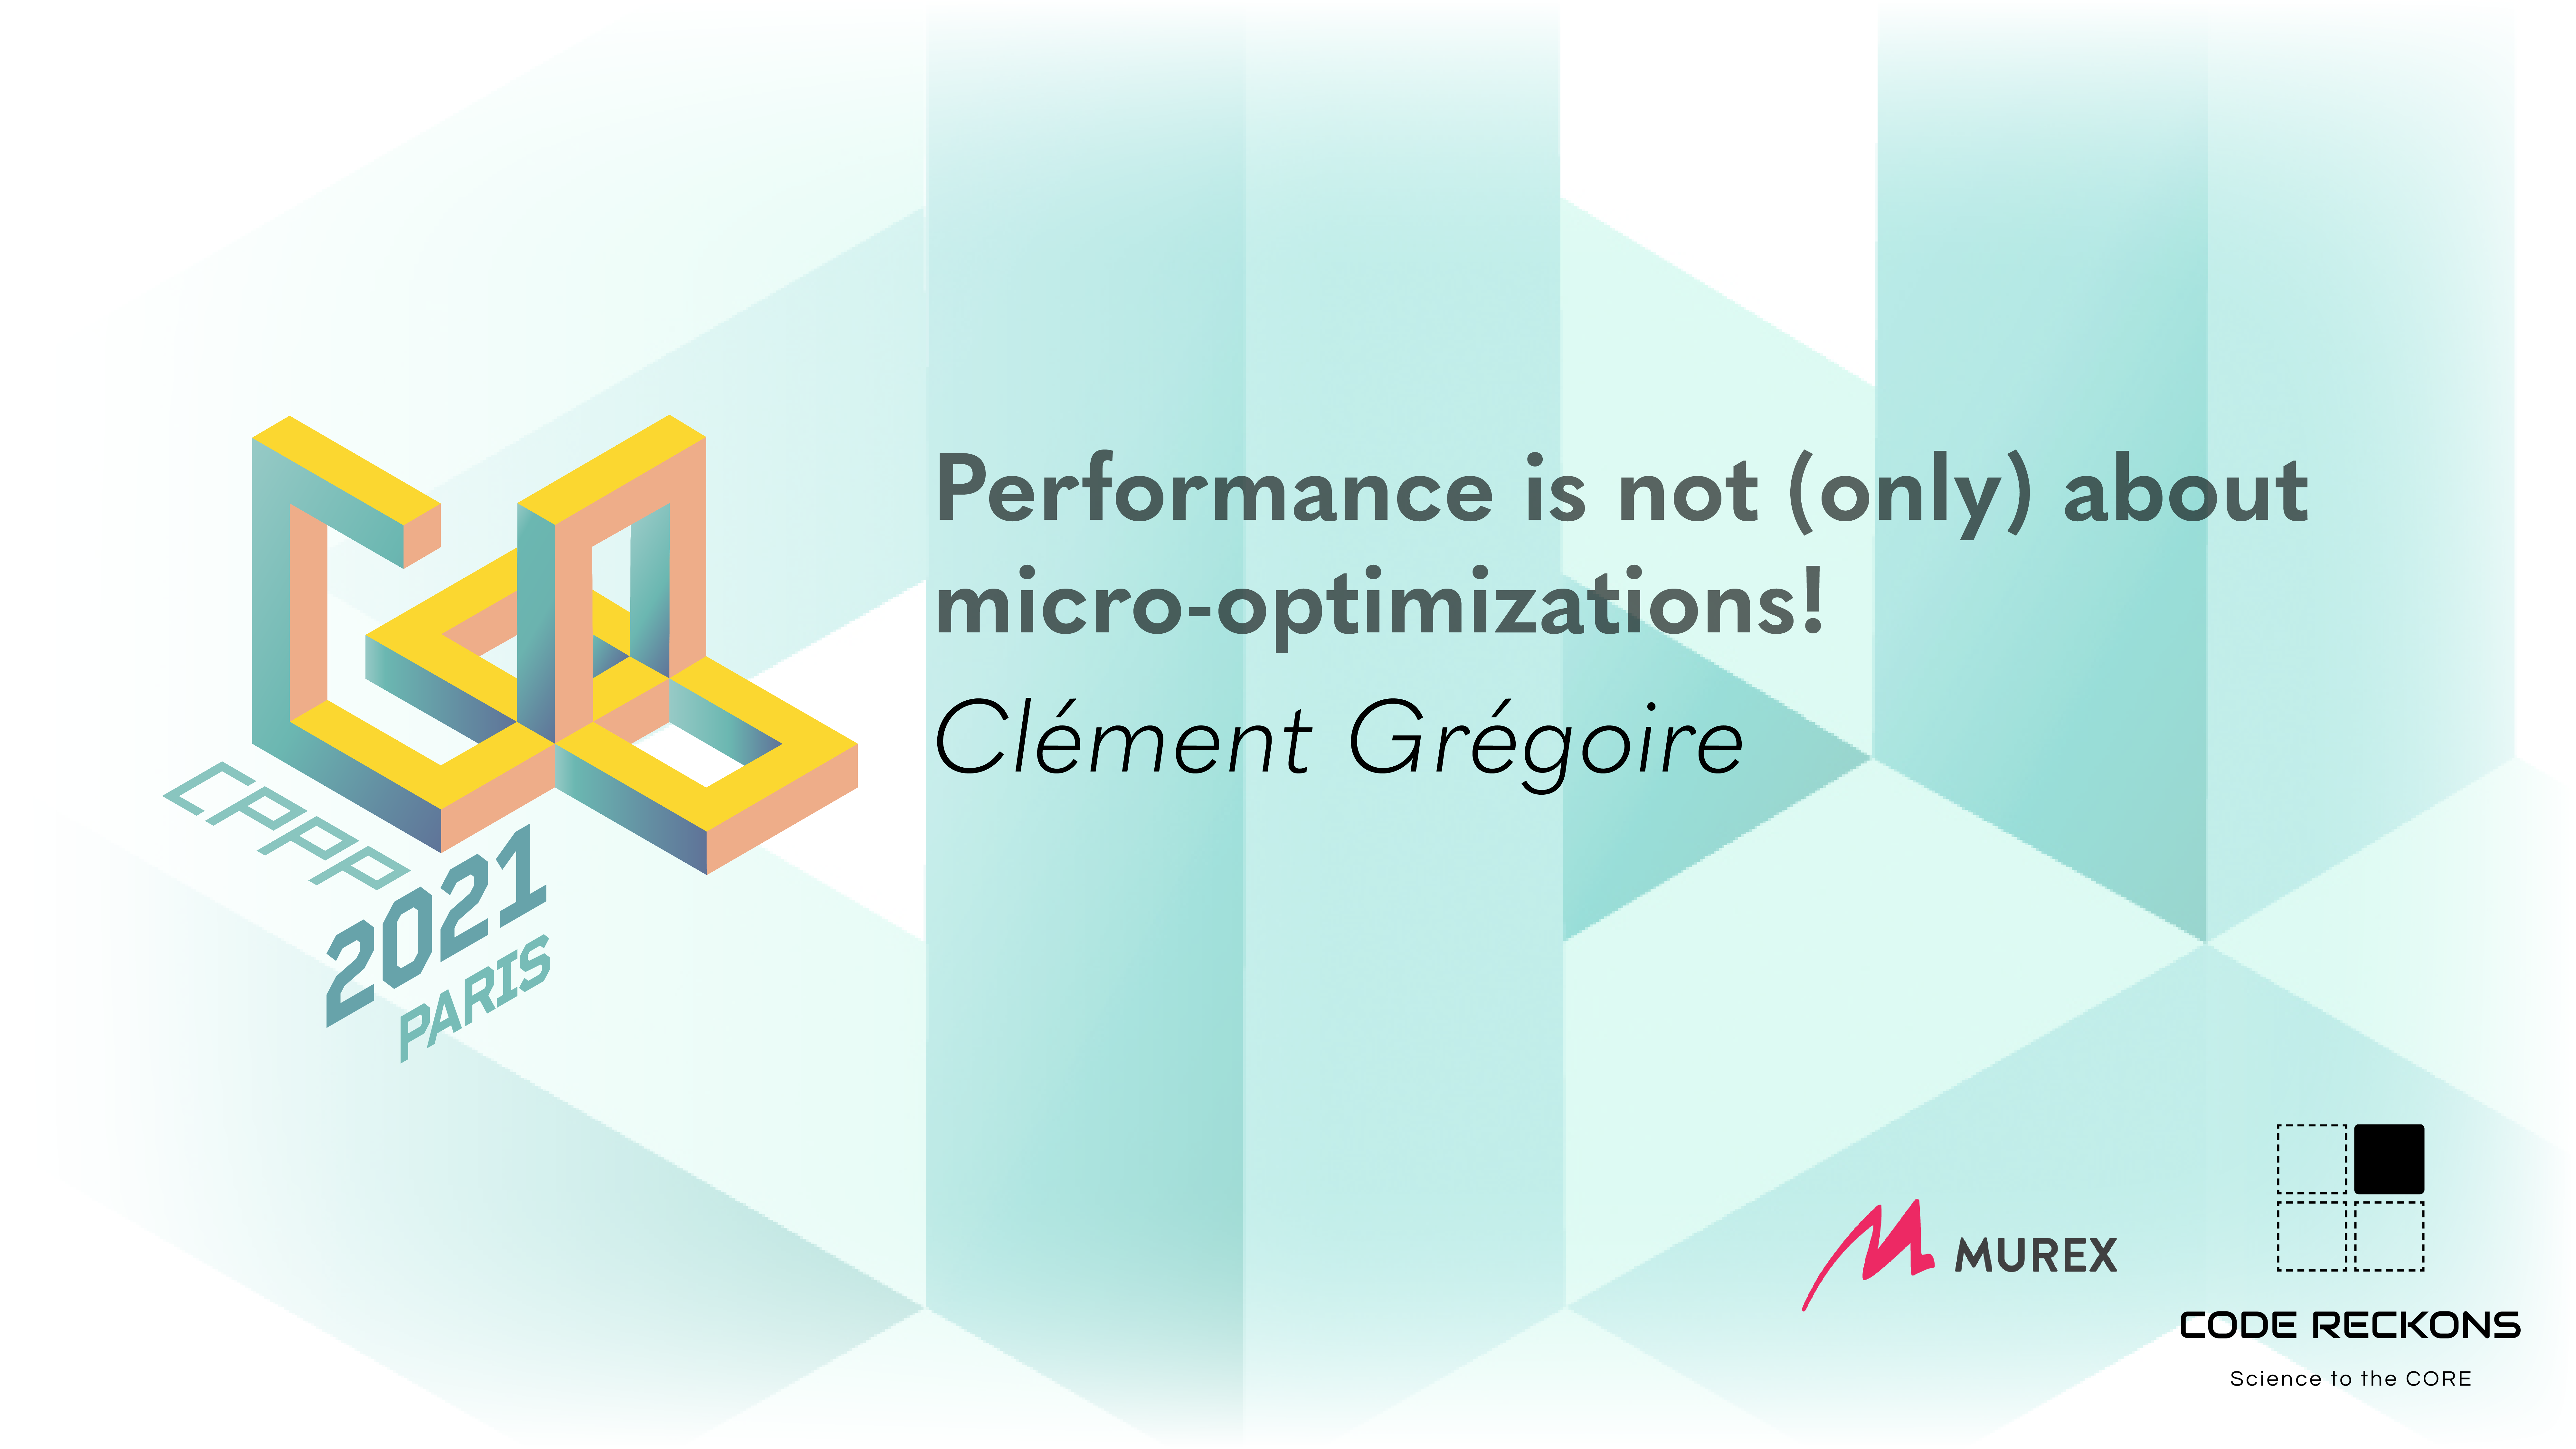 Performance is not (only) about
micro-optimizations!
Clément Grégoire
CPPP
2021
PARIS
MUREX
CODE RECKONS
Science to the CORE